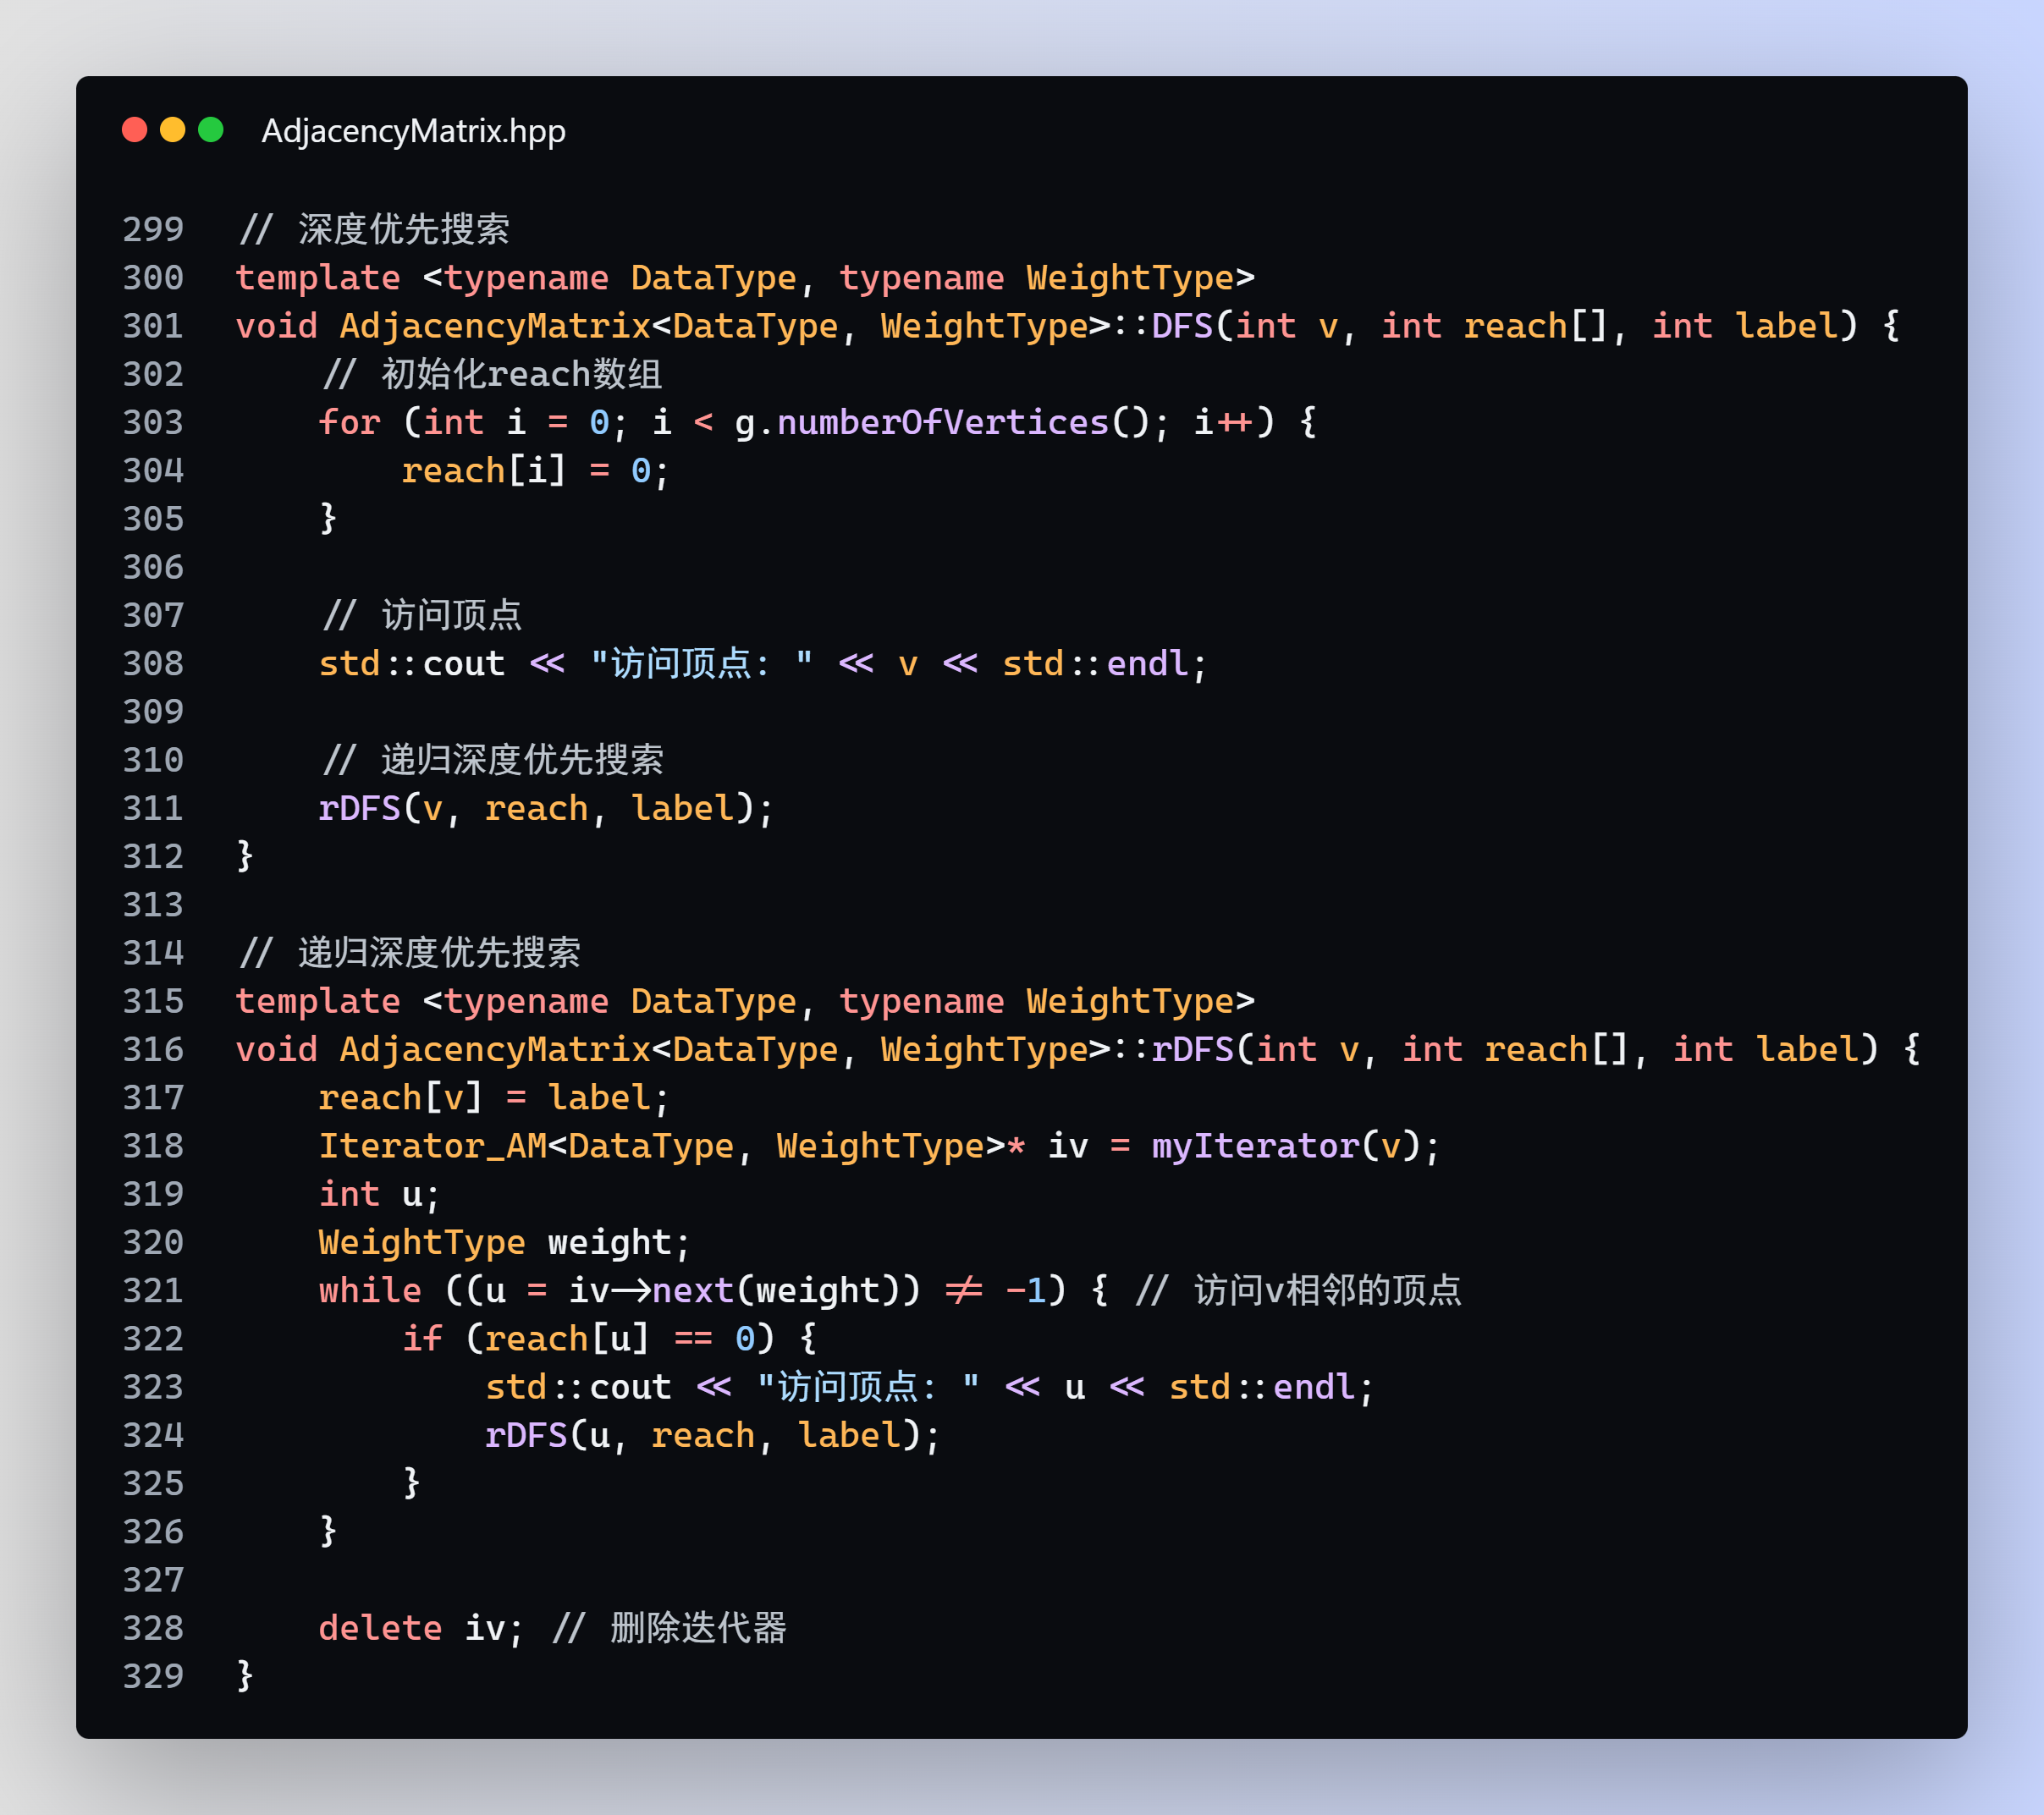 AdjacencyMatrix.hpp
299 // 深度优先搜索
300 template <typename DataType, typename WeightType>
301 void AdjacencyMatrix<DataType, WeightType>::DFS(int v, int reach[], int label) {
302     // 初始化reach数组
303     for (int i = 0; i < g.numberOfVertices(); i++) {
304         reach[i] = 0;
305     }
306
307     // 访问顶点
308     std::cout << "访问顶点: " << v << std::endl;
309
310     // 递归深度优先搜索
311     rDFS(v, reach, label);
312 }
313
314 // 递归深度优先搜索
315 template <typename DataType, typename WeightType>
316 void AdjacencyMatrix<DataType, WeightType>::rDFS(int v, int reach[], int label) {
317     reach[v] = label;
318     Iterator_AM<DataType, WeightType>* iv = myIterator(v);
319     int u;
320     WeightType weight;
321     while ((u = iv->next(weight)) != -1) { // 访问v相邻的顶点
322         if (reach[u] == 0) {
323             std::cout << "访问顶点: " << u << std::endl;
324             rDFS(u, reach, label);
325         }
326     }
327
328     delete iv; // 删除迭代器
329 }